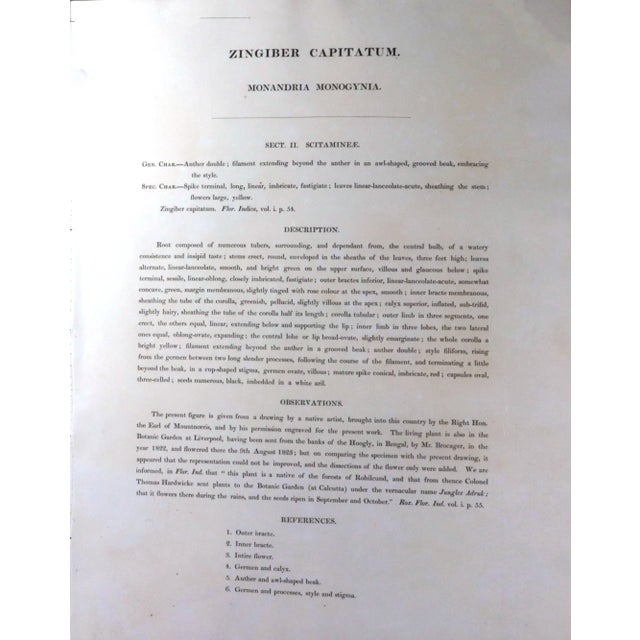 ZINGIBER CAPITATUM.
MONANDRIA MONOGYNIA.
SECT. II. SCITAMINEÆ.
GEN. CHAR.—Anther double; filament extending beyond the anther in an awl-shaped, grooved beak, embracing
the style.
SPEC. CHAR.—Spike terminal, long, linear, imbricate, fastigiate; leaves linear-lanceolate-acute, sheathing the stem;
flowers large, yellow.
Zingiber capitatum. Flor. Indica, vol. i. p. 54.
DESCRIPTION.
Root composed of numerous tubers, surrounding, and dependant from, the central bulb, of a watery
consistence and insipid taste; stems erect, round, enveloped in the sheaths of the leaves, three feet high; leaves
alternate, linear-lanceolate, smooth, and bright green on the upper surface, villous and glaucous below; spike
terminal, sessile, linear-oblong, closely imbricated, fastigiate; outer bractes inferior, linear-lanceolate-acute, somewhat
concave, green, margin membranous, slightly tinged with rose colour at the apex, smooth; inner bracte membranous,
sheathing the tube of the corolla, greenish, pellucid, slightly villous at the apex; calyx superior, inflated, sub-trifid,
slightly hairy, sheathing the tube of the corolla half its length; corolla tubular; outer limb in three segments, one
erect, the others equal, linear, extending below and supporting the lip; inner limb in three lobes, the two lateral
ones equal, oblong-ovate, expanding; the central lobe or lip broad-ovate, slightly emarginate; the whole corolla a
bright yellow; filament extending beyond the anther in a grooved beak; anther double; style filiform, rising
from the germen between two long slender processes, following the course of the filament, and terminating a little
beyond the beak, in a cup-shaped stigma, germen ovate, villous; mature spike conical, imbricate, red; capsules oval,
three-celled; seeds numerous, black, imbedded in a white aril.
OBSERVATIONS.
The present figure is given from a drawing by a native artist, brought into this country by the Right Hon.
the Earl of Mountnorris, and by his permission engraved for the present work. The living plant is also in the
Botanic Garden at Liverpool, having been sent from the banks of the Hoogly, in Bengal, by Mr. Brocager, in the
year 1822, and flowered there the 9th August 1823; but on comparing the specimen with the present drawing, it
appeared that the representation could not be improved, and the dissections of the flower only were added. We are
informed, in Flor. Ind. that " this plant is a native of the forests of Rohilcund, and that from thence Colonel
Thomas Hardwicke sent plants to the Botanic Garden (at Calcutta) under the vernacular name Junglee Adruk;
that it flowers there during the rains, and the seeds ripen in September and October." Rox. Flor. Ind. vol. i. p. 55.
REFERENCES.
1. Outer bracte.
2. Inner bracte.
3. Intire flower.
4. Germen and calyx.
5. Anther and awl-shaped beak.
6. Germen and processes, style and stigma.